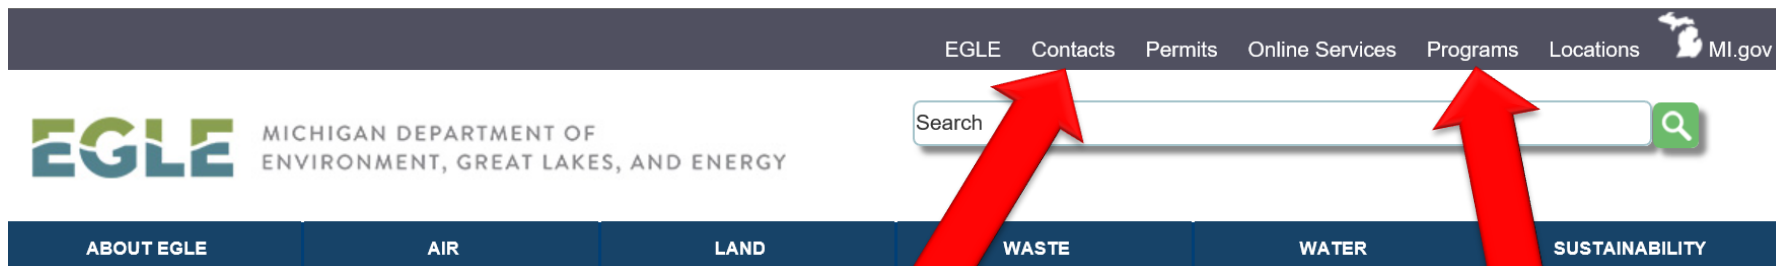 EGLE Contacts Permits Online Services Programs Locations MI.gov
Search
EGLE
MICHIGAN DEPARTMENT OF
ENVIRONMENT, GREAT LAKES, AND ENERGY
ABOUT EGLE AIR LAND WASTE WATER SUSTAINABILITY